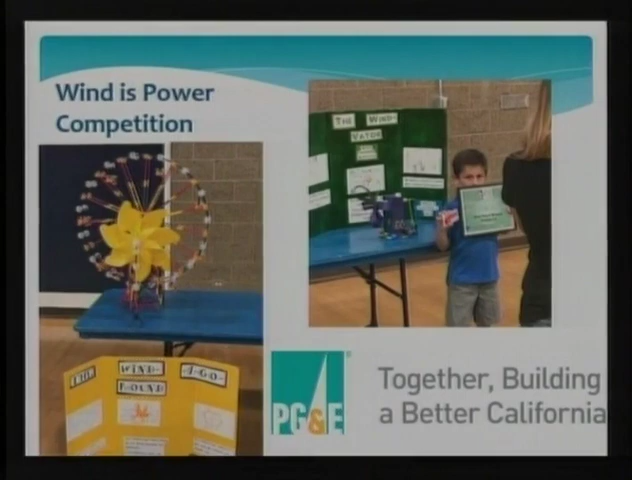 Wind is Power
Competition
THE WIND-
VATOR
THE WIND- A-GO-
ROUND
PG&E
Together, Building
a Better California